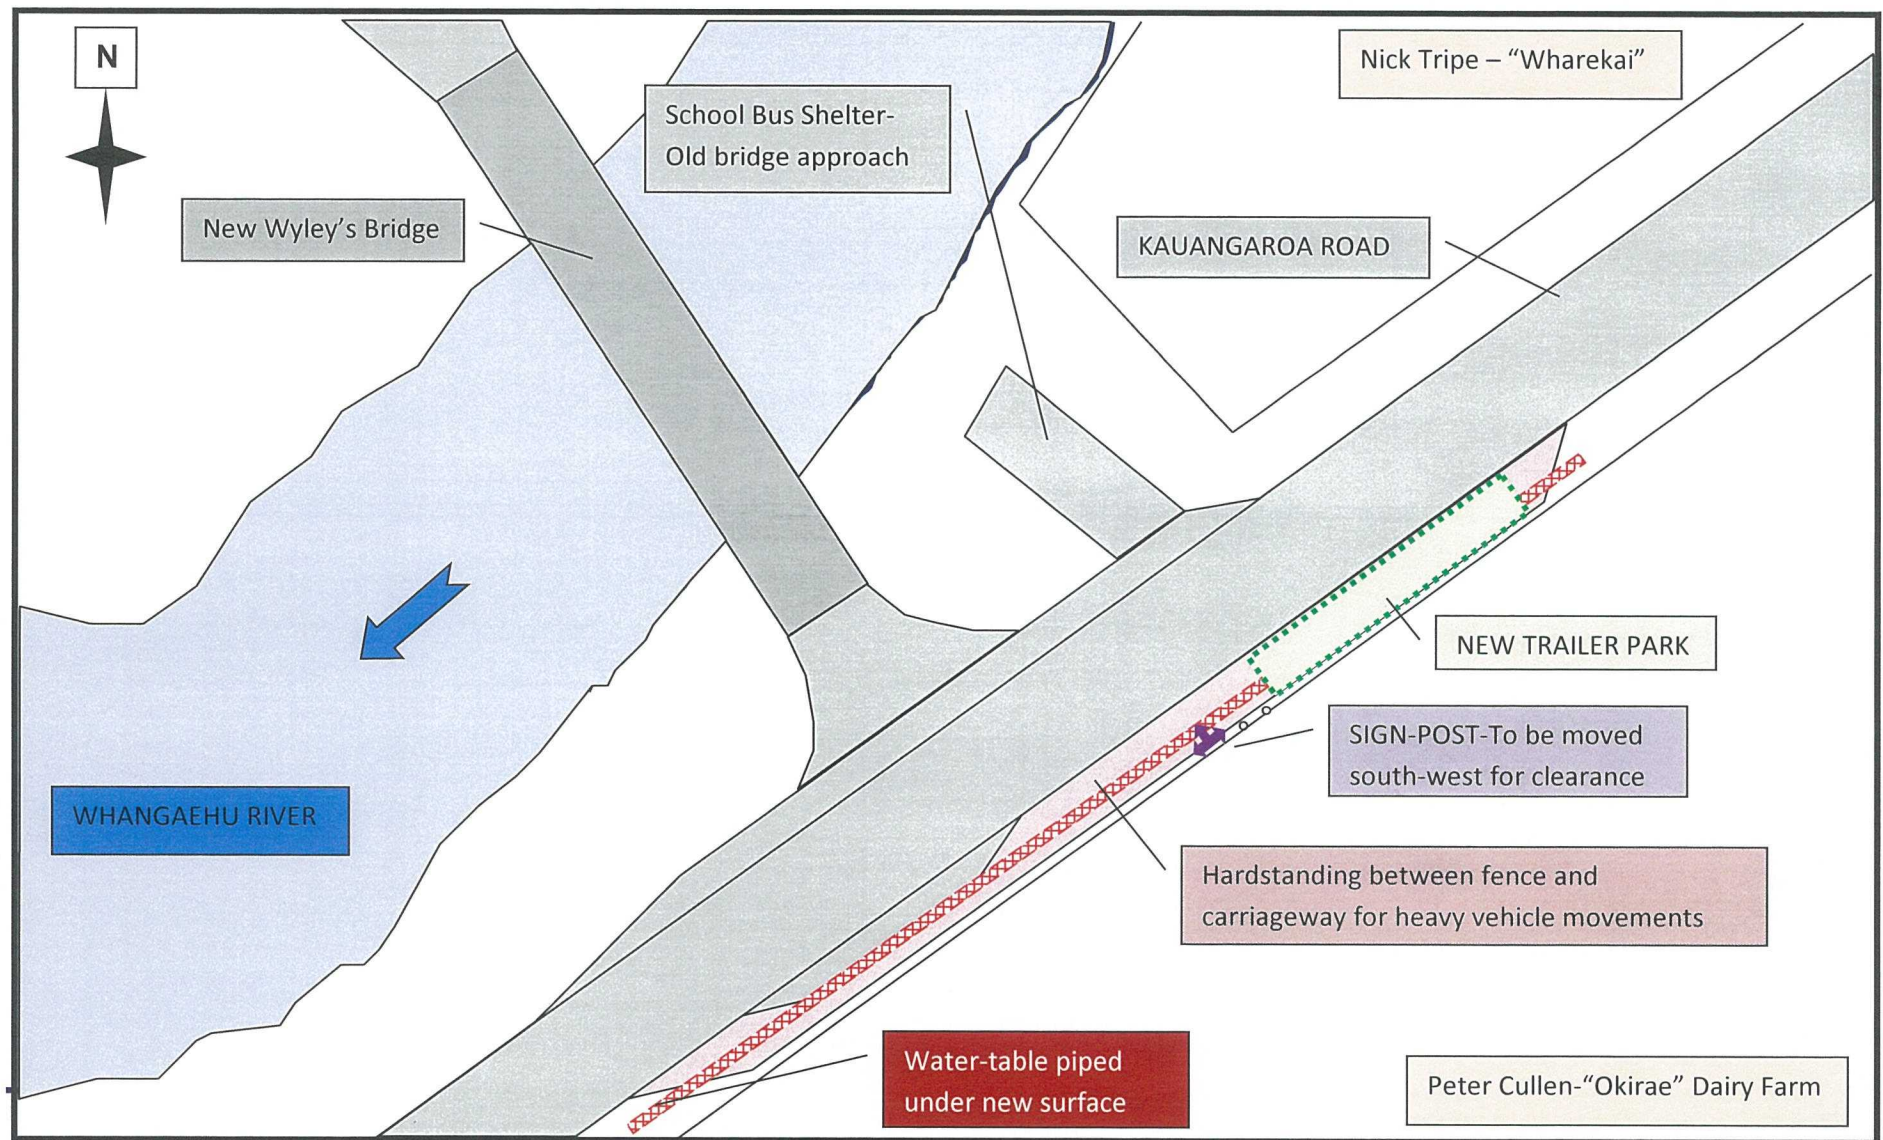 N
Nick Tripe – “Wharekai”
School Bus Shelter-
Old bridge approach
New Wyley’s Bridge
KAUANGAROA ROAD
NEW TRAILER PARK
SIGN-POST-To be moved
south-west for clearance
WHANGAEHU RIVER
Hardstanding between fence and
carriageway for heavy vehicle movements
Water-table piped
under new surface
Peter Cullen-“Okirae” Dairy Farm